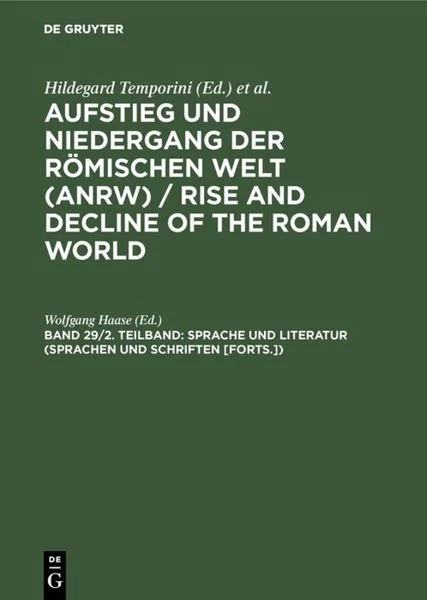 DE GRUYTER
Hildegard Temporini (Ed.) et al.
AUFSTIEG UND
NIEDERGANG DER
RÖMISCHEN WELT
(ANRW) / RISE AND
DECLINE OF THE ROMAN
WORLD
Wolfgang Haase (Ed.)
BAND 29/2. TEILBAND: SPRACHE UND LITERATUR
(SPRACHEN UND SCHRIFTEN [FORTS.])
DE
G